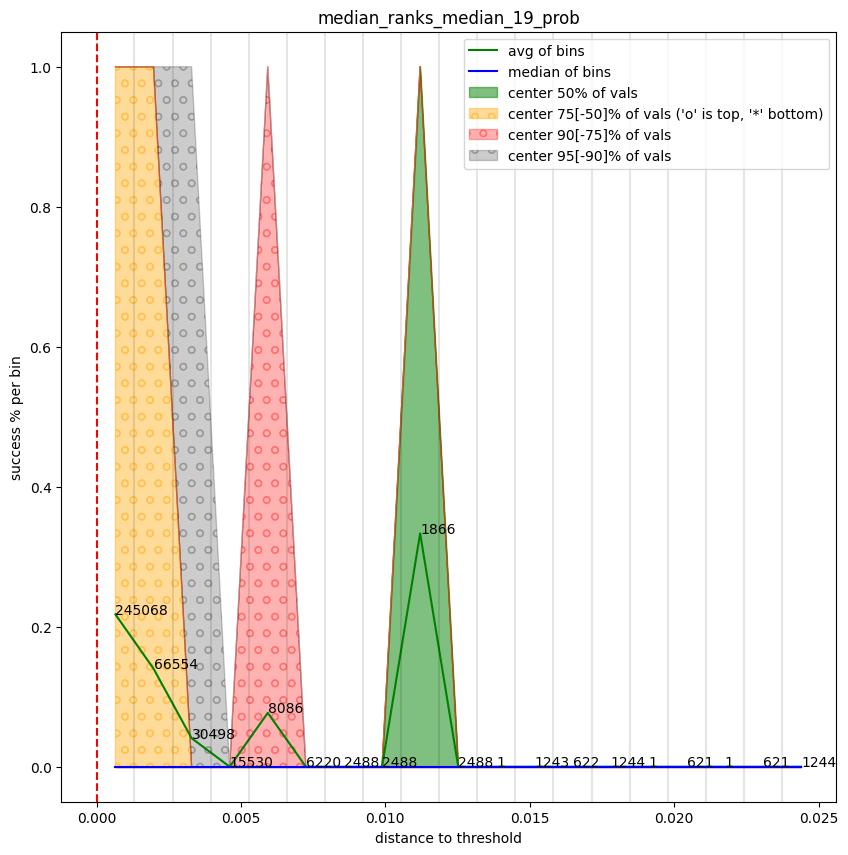 median_ranks_median_19_prob
avg of bins
median of bins
center 50% of vals
center 75[-50]% of vals ('o' is top, '*' bottom)
center 90[-75]% of vals
center 95[-90]% of vals
success % per bin
1.0
0.8
0.6
0.4
0.2
0.0
1866
245068
66554
8086
30498
15530 6220 2488 2488 2488 1 1243 622 1244 1 621 1 621 1244
0.000 0.005 0.010 0.015 0.020 0.025
distance to threshold